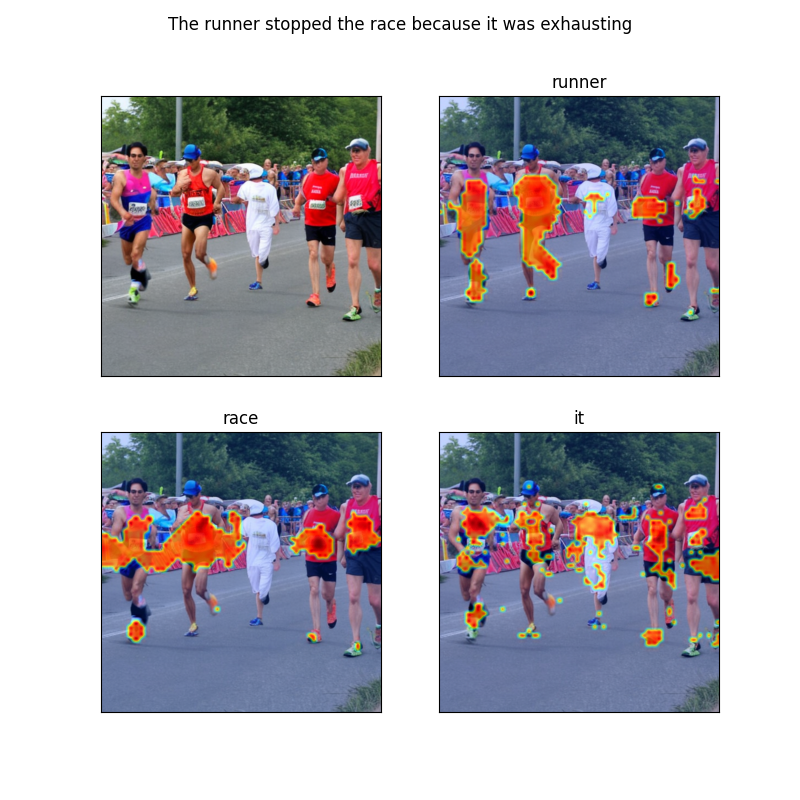 The runner stopped the race because it was exhausting
runner
race
it